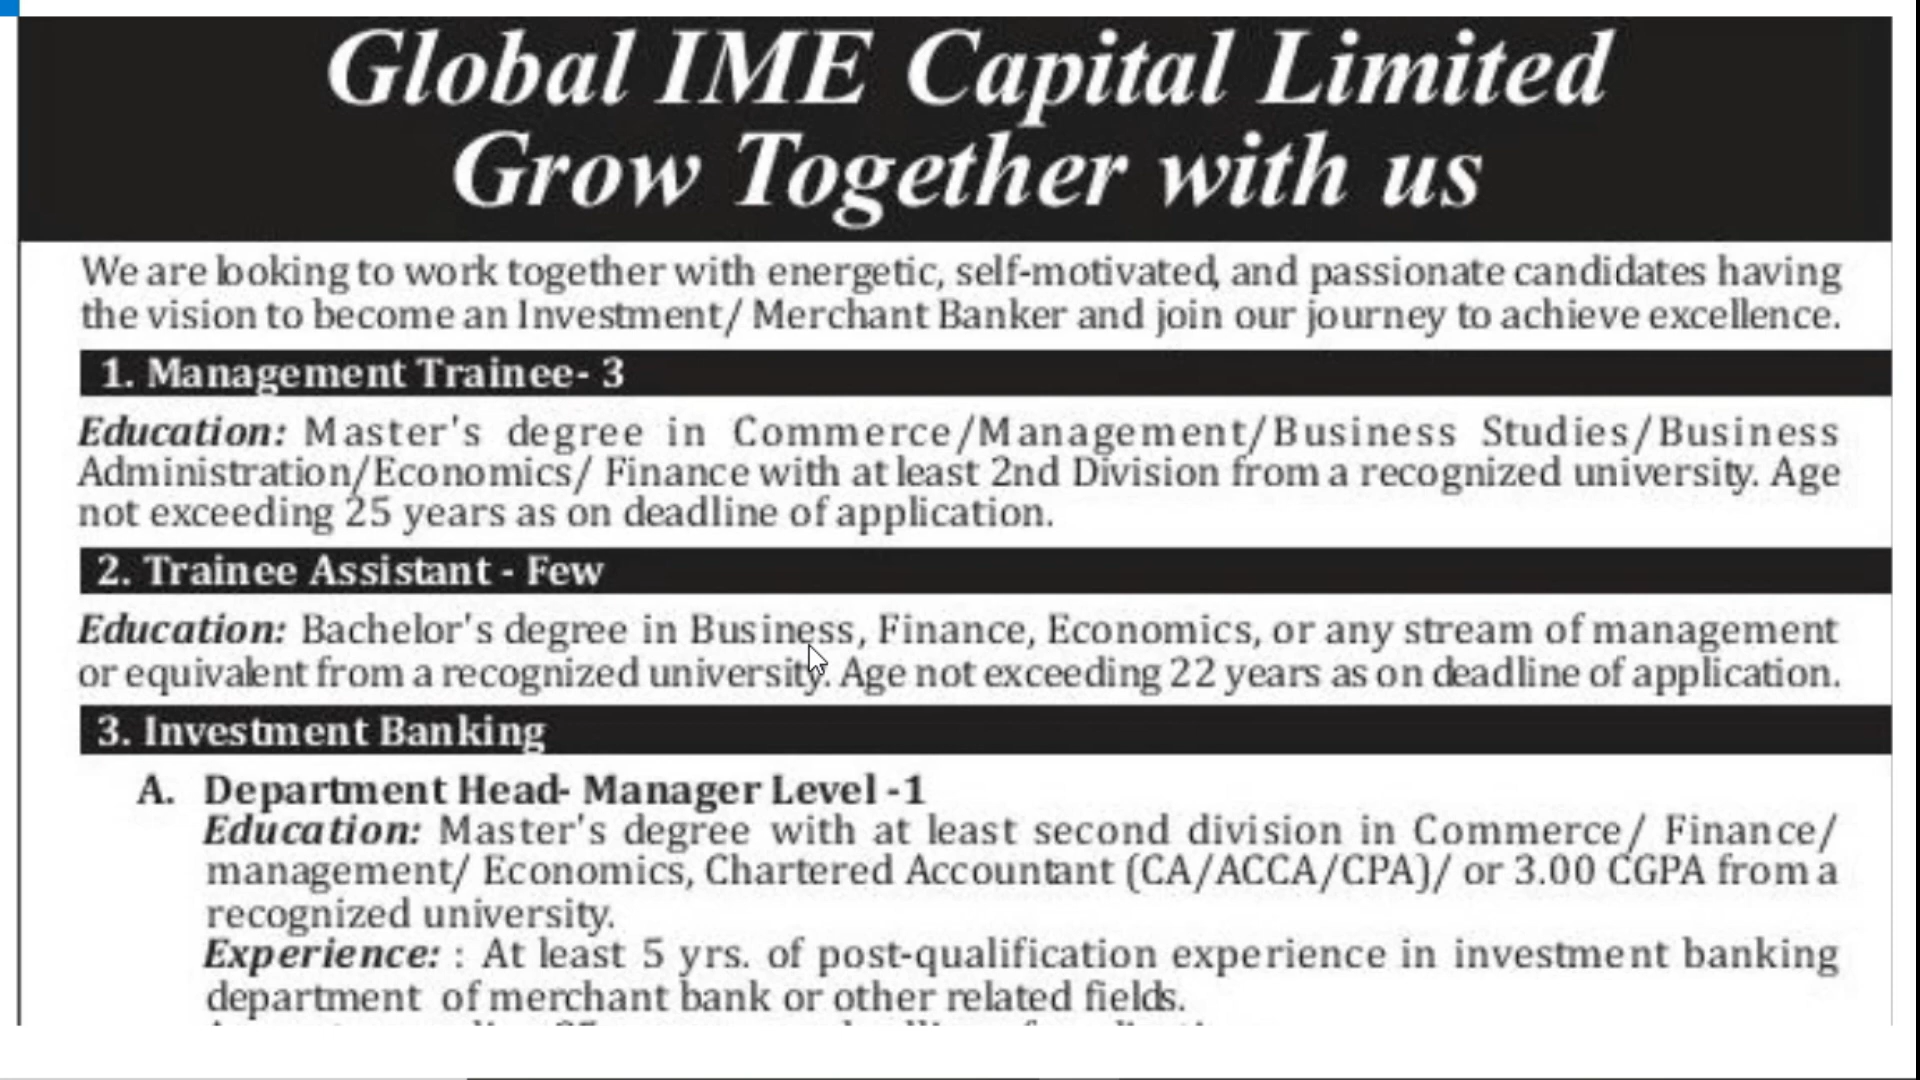 Global IME Capital Limited
Grow Together with us
We are looking to work together with energetic, self-motivated, and passionate candidates having
the vision to become an Investment/ Merchant Banker and join our journey to achieve excellence.
1. Management Trainee- 3
Education: Master's degree in Commerce/Management/Business Studies/Business
Administration/Economics/ Finance with at least 2nd Division from a recognized university. Age
not exceeding 25 years as on deadline of application.
2. Trainee Assistant - Few
Education: Bachelor's degree in Business, Finance, Economics, or any stream of management
or equivalent from a recognized university. Age not exceeding 22 years as on deadline of application.
3. Investment Banking
A. Department Head- Manager Level -1
Education: Master's degree with at least second division in Commerce/ Finance/
management/ Economics, Chartered Accountant (CA/ACCA/CPA)/ or 3.00 CGPA from a
recognized university.
Experience: : At least 5 yrs. of post-qualification experience in investment banking
department of merchant bank or other related fields.